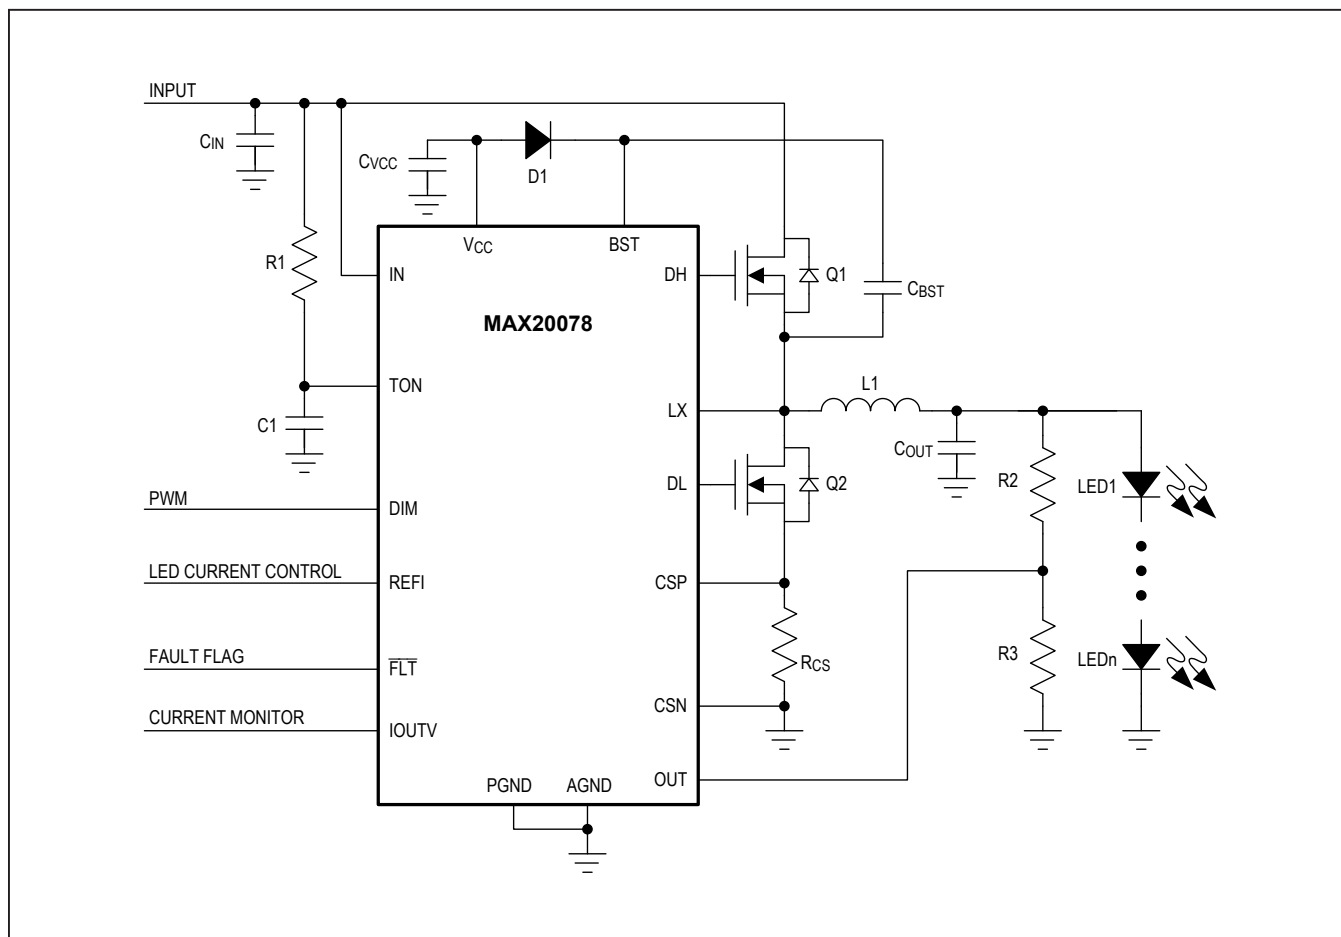 INPUT
CIN
CVCC
D1
VCC
BST
R1
IN
DH
Q1
CBST
MAX20078
TON
C1
LX
L1
COUT
R2
LED1
DL
Q2
PWM
DIM
LED CURRENT CONTROL
REFI
CSP
FAULT FLAG
FLT
RCS
R3
LEDn
CURRENT MONITOR
IOUTV
CSN
OUT
PGND
AGND